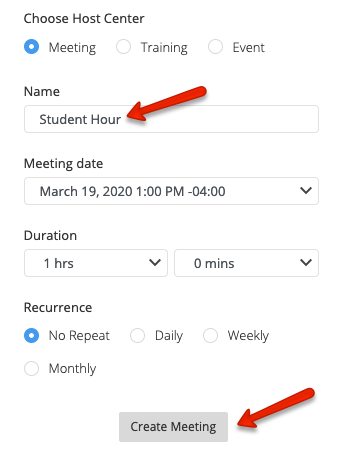 Choose Host Center
Meeting Training Event
Name
Student Hour
Meeting date
March 19, 2020 1:00 PM -04:00
Duration
1 hrs 0 mins
Recurrence
No Repeat Daily Weekly
Monthly
Create Meeting